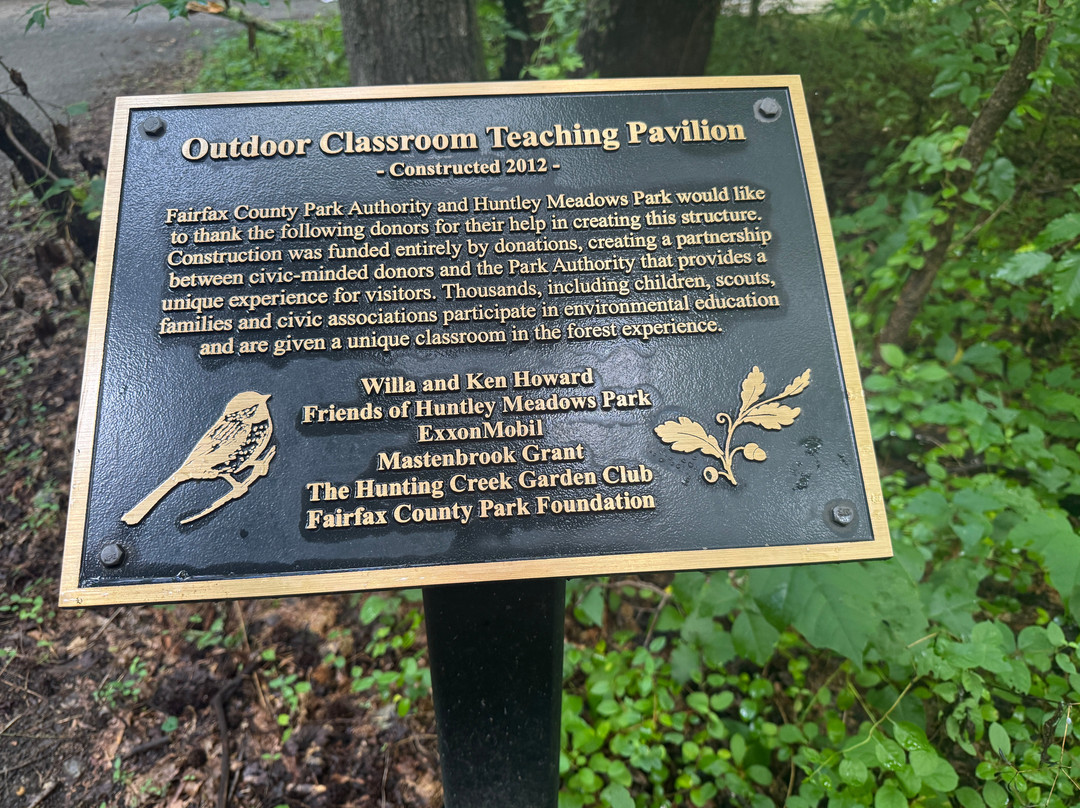 Outdoor Classroom Teaching Pavilion
- Constructed 2012 -
Fairfax County Park Authority and Huntley Meadows Park would like
to thank the following donors for their help in creating this structure.
Construction was funded entirely by donations, creating a partnership
between civic-minded donors and the Park Authority that provides a
unique experience for visitors. Thousands, including children, scouts,
families and civic associations participate in environmental education
and are given a unique classroom in the forest experience.
Willa and Ken Howard
Friends of Huntley Meadows Park
ExxonMobil
Mastenbrook Grant
The Hunting Creek Garden Club
Fairfax County Park Foundation